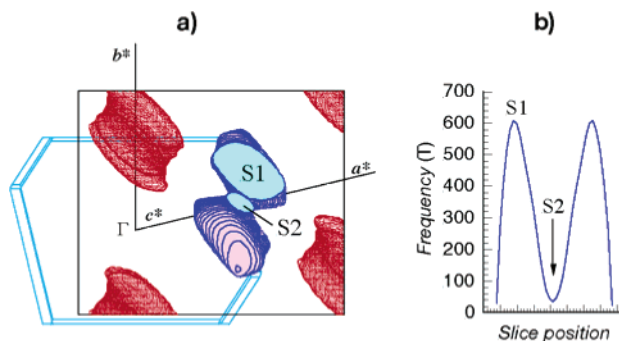 a)
b)
b*
S1
a*
c*
Γ
S2
700
600
500
400
300
200
100
0
Frequency (T)
S1
S2
Slice position